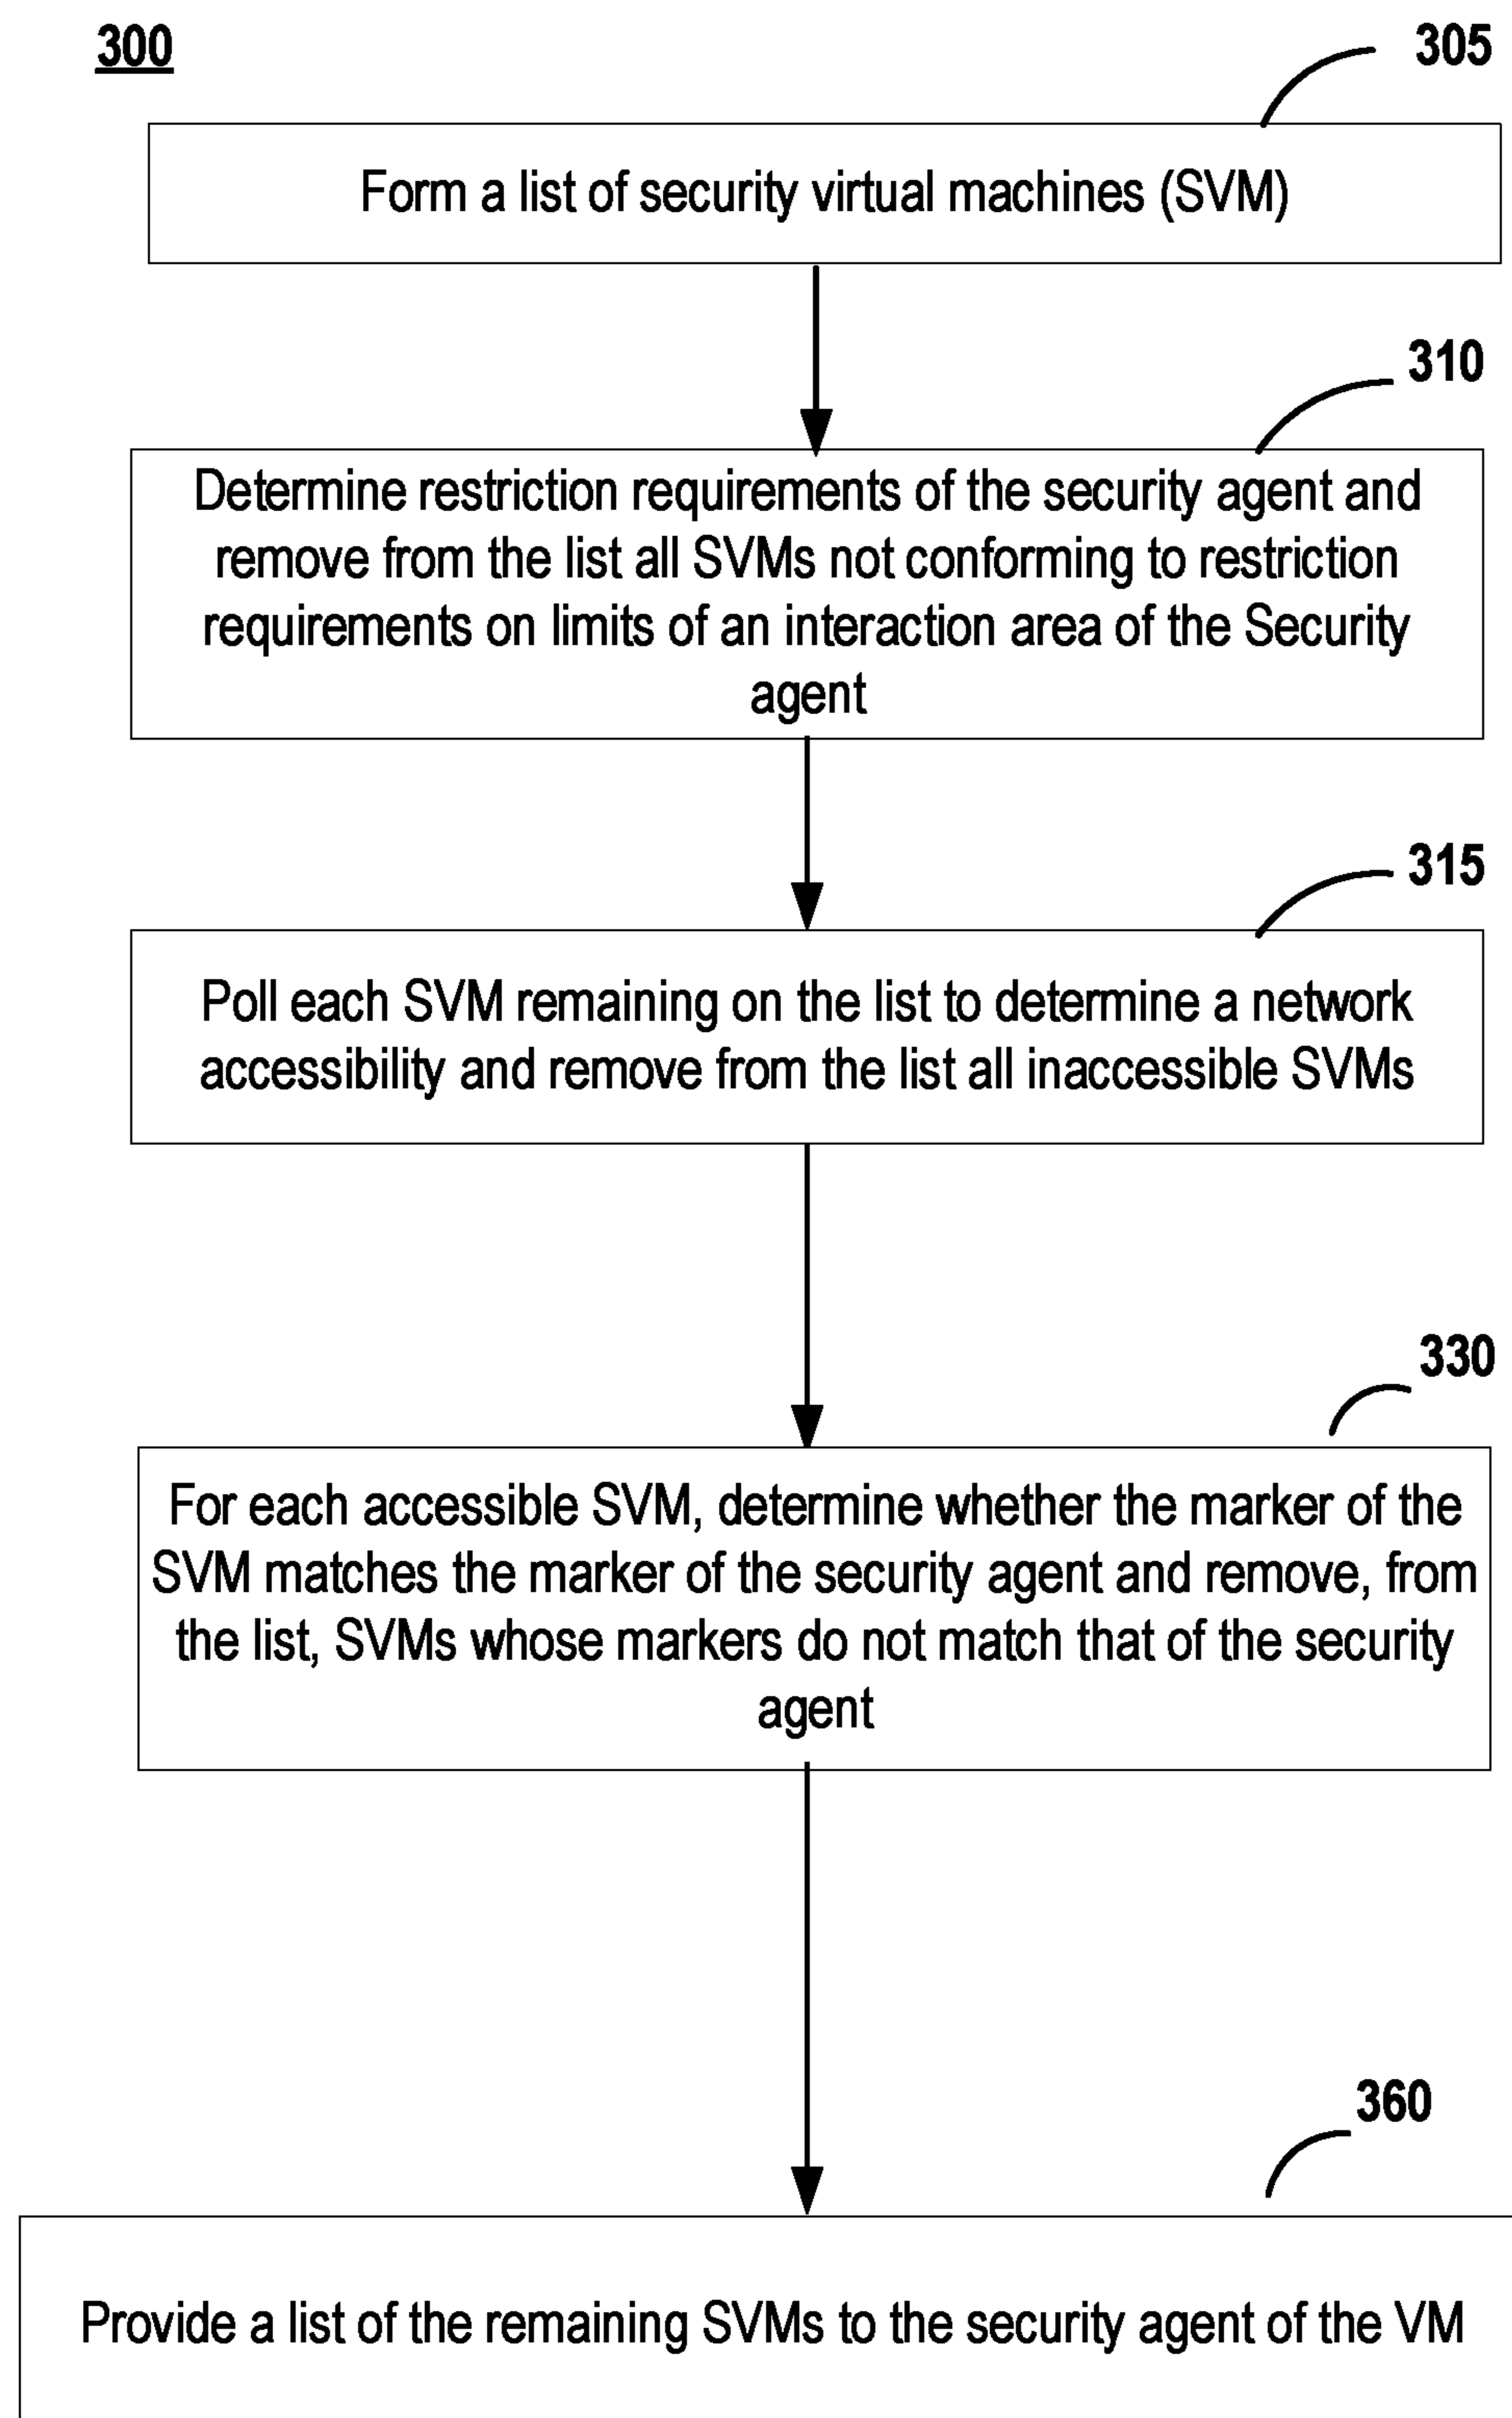 300
305
Form a list of security virtual machines (SVM)
310
Determine restriction requirements of the security agent and
remove from the list all SVMs not conforming to restriction
requirements on limits of an interaction area of the Security
agent
315
Poll each SVM remaining on the list to determine a network
accessibility and remove from the list all inaccessible SVMs
330
For each accessible SVM, determine whether the marker of the
SVM matches the marker of the security agent and remove, from
the list, SVMs whose markers do not match that of the security
agent
360
Provide a list of the remaining SVMs to the security agent of the VM